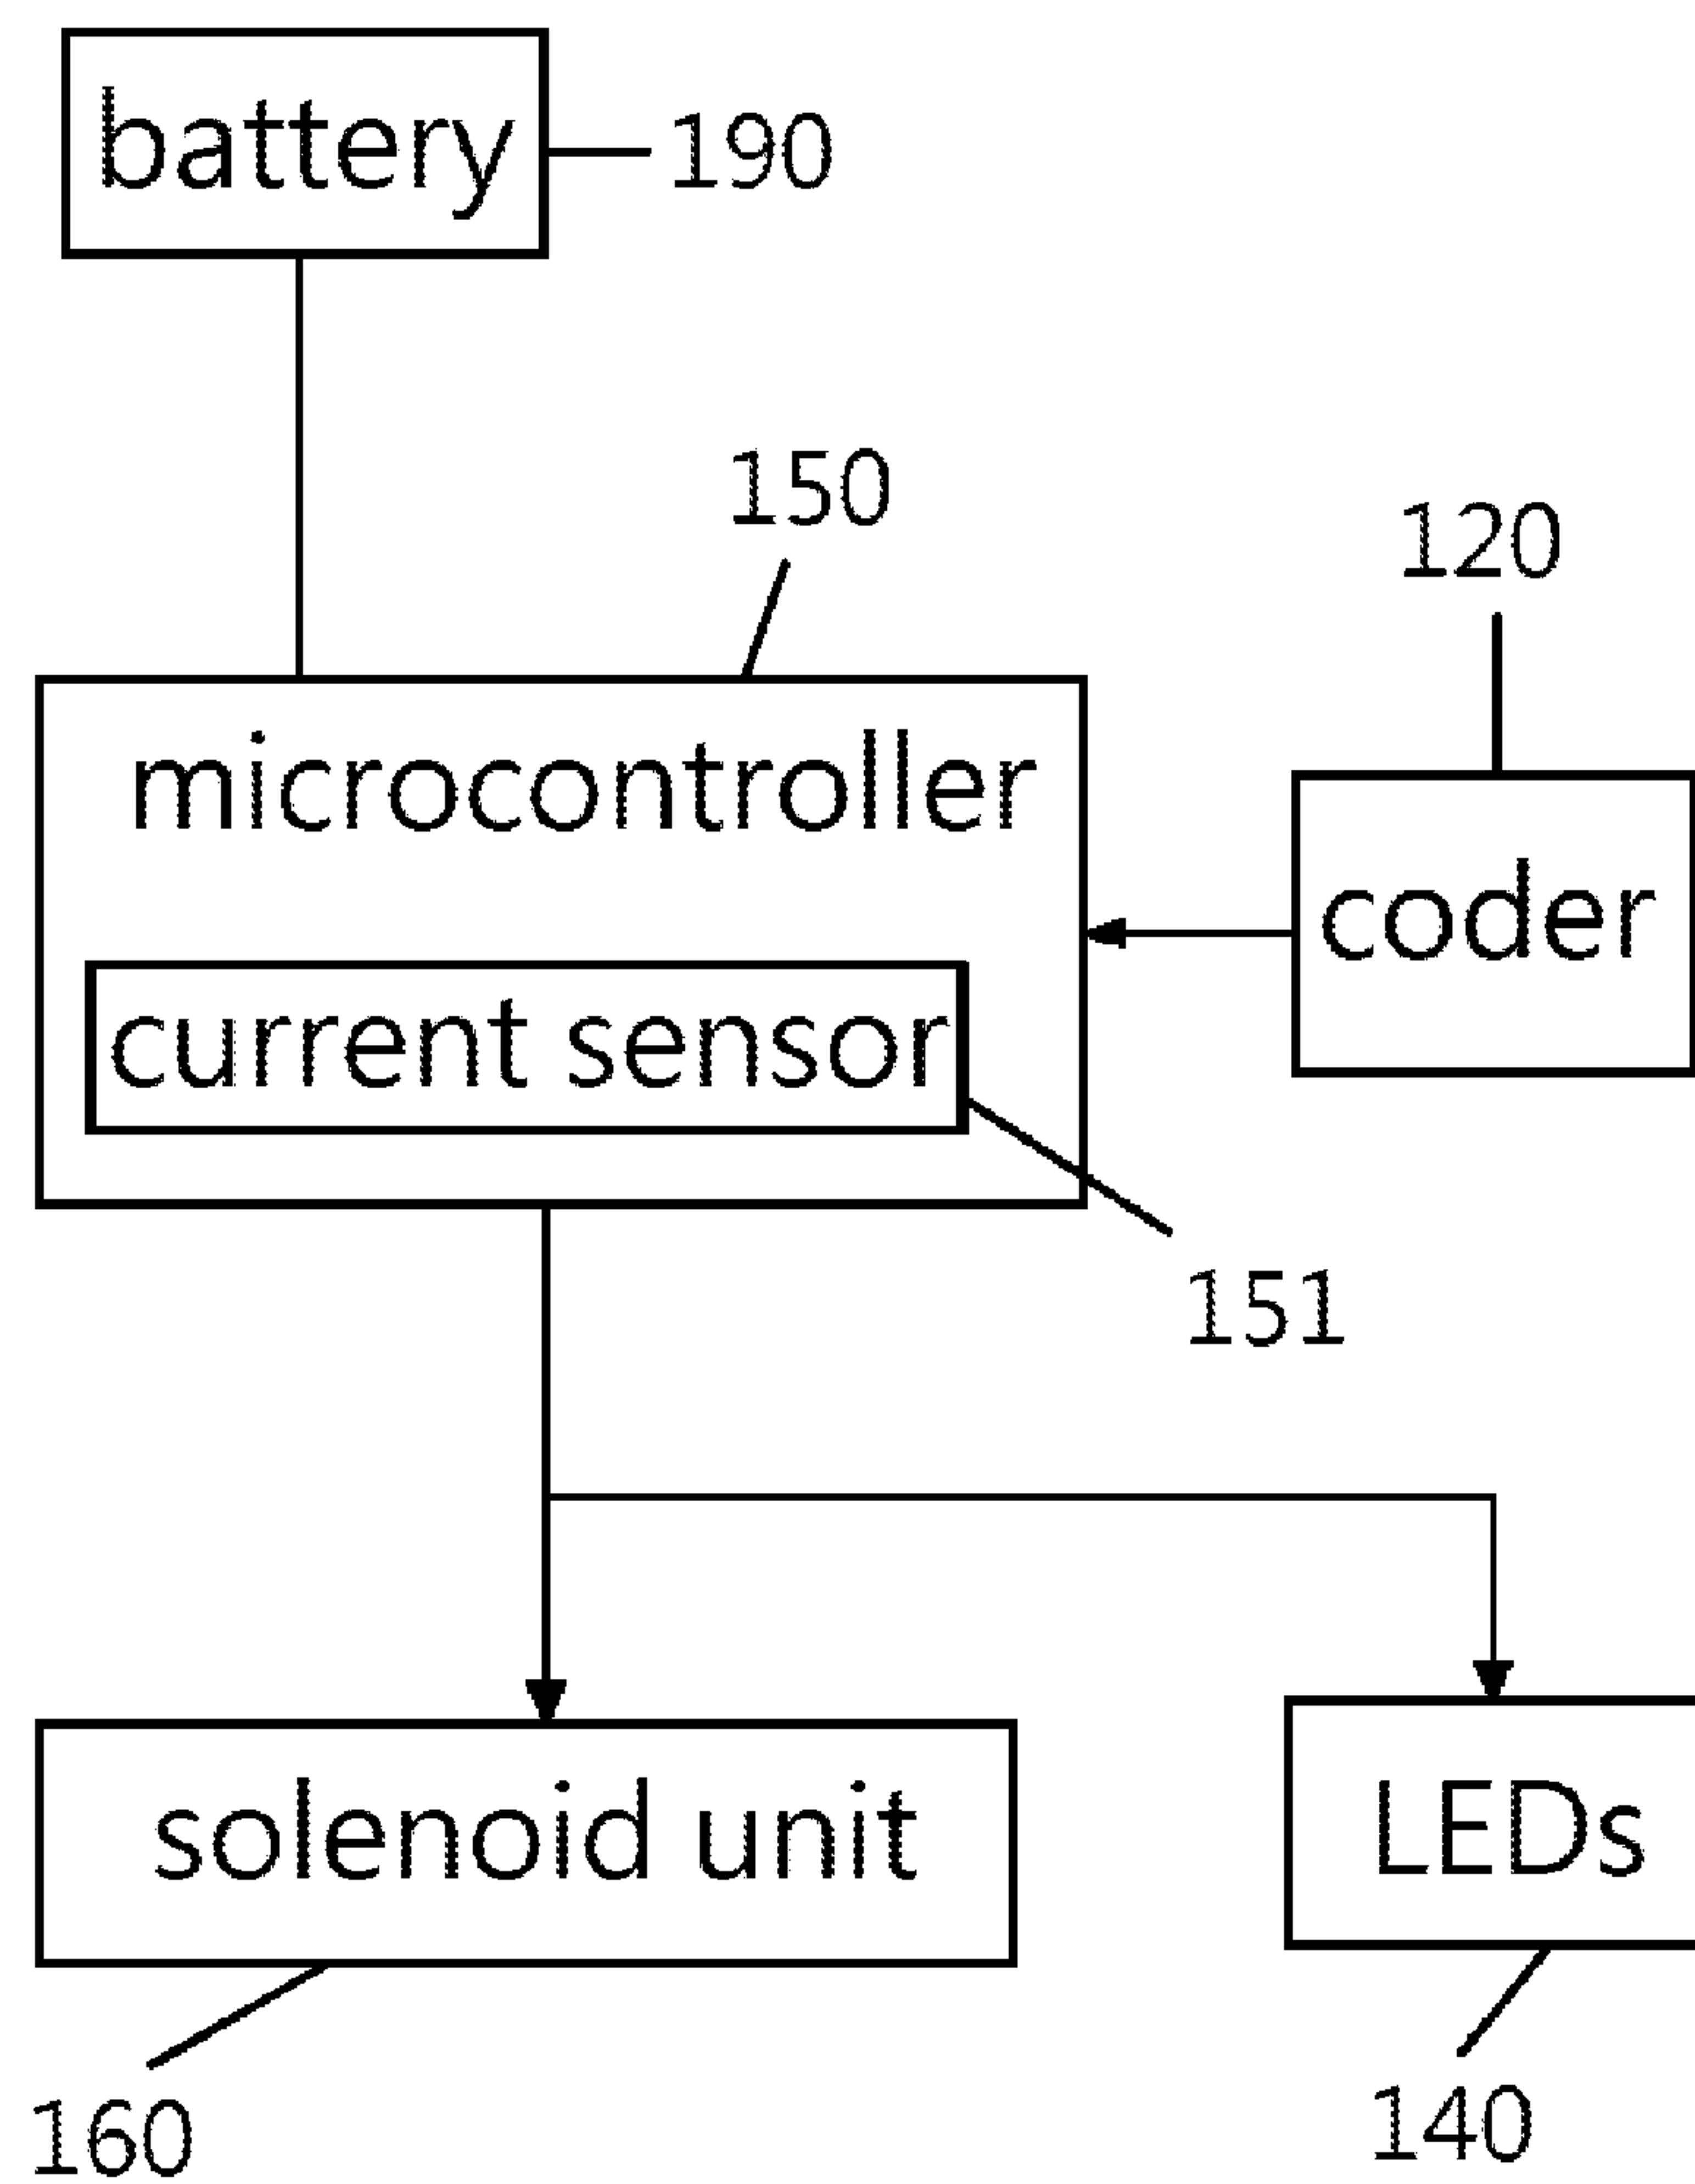 battery
190
150
120
microcontroller
coder
current sensor
151
solenoid unit
LEDs
160
140